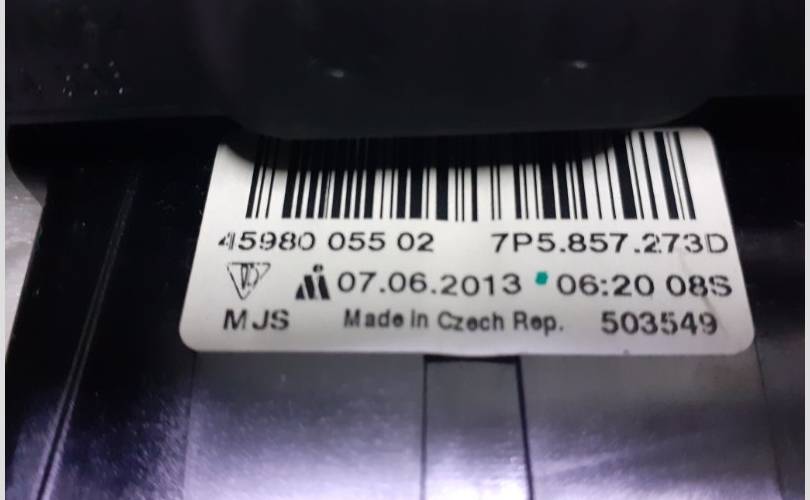 45980 055 02 7P5.857.273D
07.06.2013 06:20 08S
MJS Made in Czech Rep. 503549